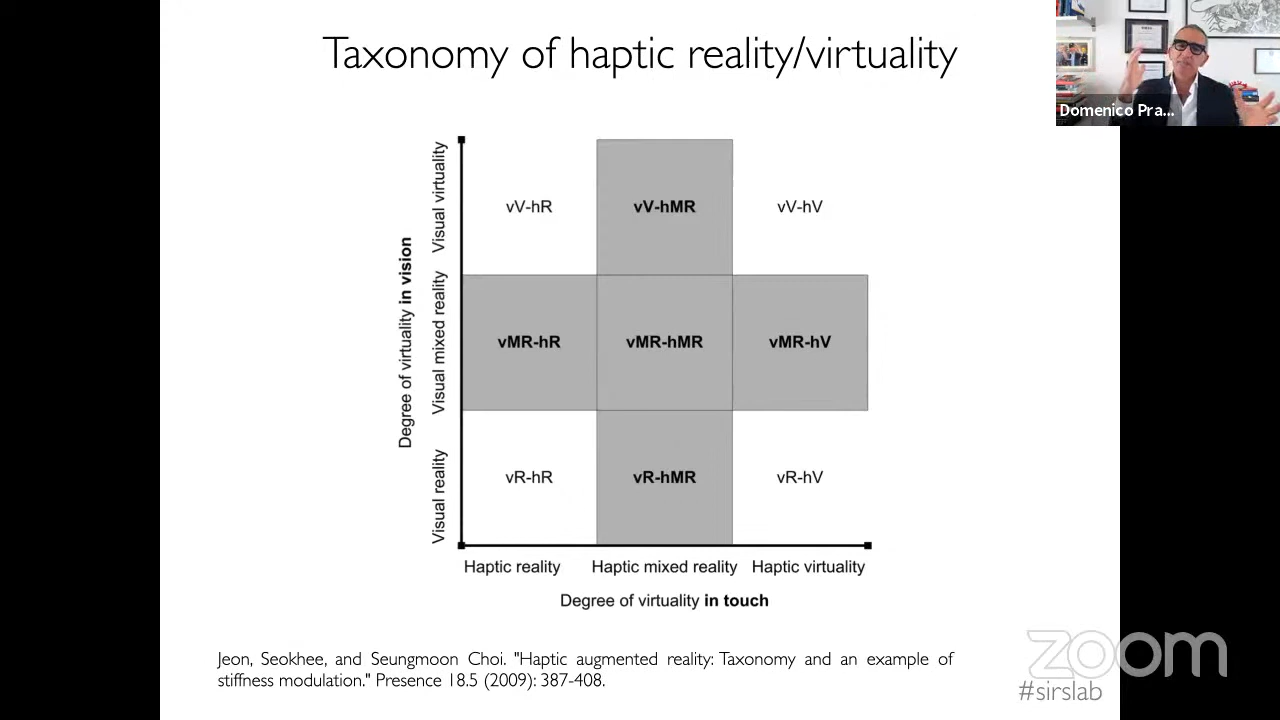 Taxonomy of haptic reality/virtuality
Domenico Pra...
Degree of virtuality in vision
Visual virtuality
Visual mixed reality
Visual reality
vV-hR
vV-hMR
vV-hV
vMR-hR
vMR-hMR
vMR-hV
vR-hR
vR-hMR
vR-hV
Haptic reality
Haptic mixed reality
Haptic virtuality
Degree of virtuality in touch
Jeon, Seokhee, and Seungmoon Choi. "Haptic augmented reality: Taxonomy and an example of
stiffness modulation." Presence 18.5 (2009): 387-408.
zoom
#sirslab